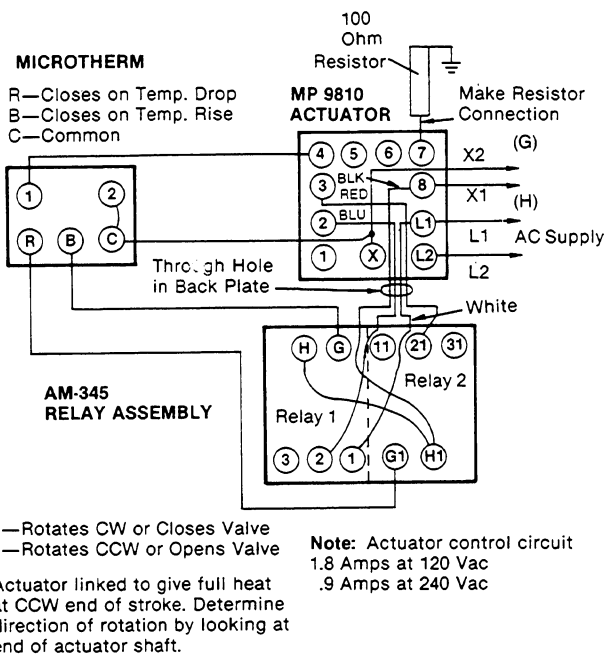 100
Ohm
Resistor
MICROTHERM
R—Closes on Temp. Drop
B—Closes on Temp. Rise
C—Common
MP 9810
ACTUATOR
Make Resistor
Connection
(G)
X2
X1
(H)
L1
AC Supply
L2
4 5 6 7
3 BLK 8
RED
2 BLU L1
1 X L2
1 2
R B C
Through Hole
in Back Plate
White
H G 11 21 31
Relay 2
AM-345
RELAY ASSEMBLY
Relay 1
3 2 1 G1 H1
—Rotates CW or Closes Valve
—Rotates CCW or Opens Valve
Note: Actuator control circuit
1.8 Amps at 120 Vac
.9 Amps at 240 Vac
Actuator linked to give full heat
at CCW end of stroke. Determine
direction of rotation by looking at
end of actuator shaft.